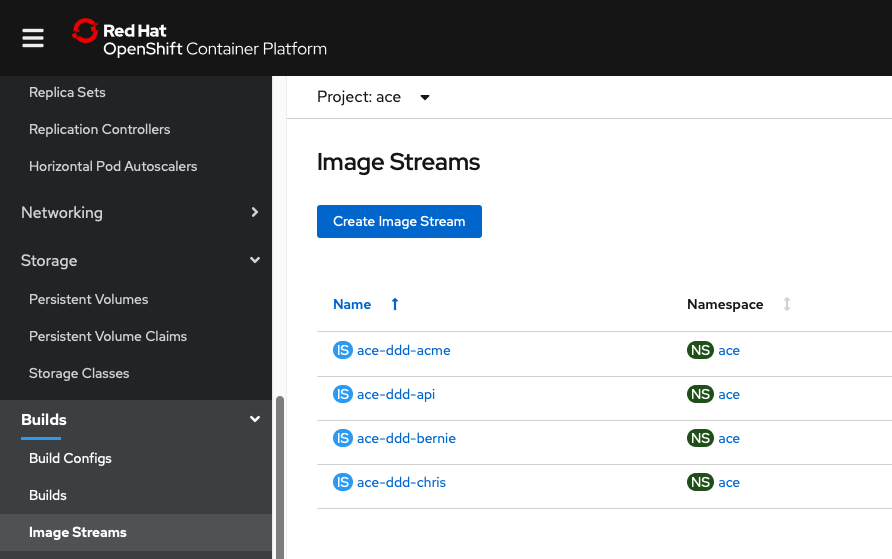 Red Hat
OpenShift Container Platform
Replica Sets
Replication Controllers
Horizontal Pod Autoscalers
Networking
Storage
Persistent Volumes
Persistent Volume Claims
Storage Classes
Builds
Build Configs
Builds
Image Streams
Project: ace
Image Streams
Create Image Stream
Name Namespace
IS ace-ddd-acme NS ace
IS ace-ddd-api NS ace
IS ace-ddd-bernie NS ace
IS ace-ddd-chris NS ace